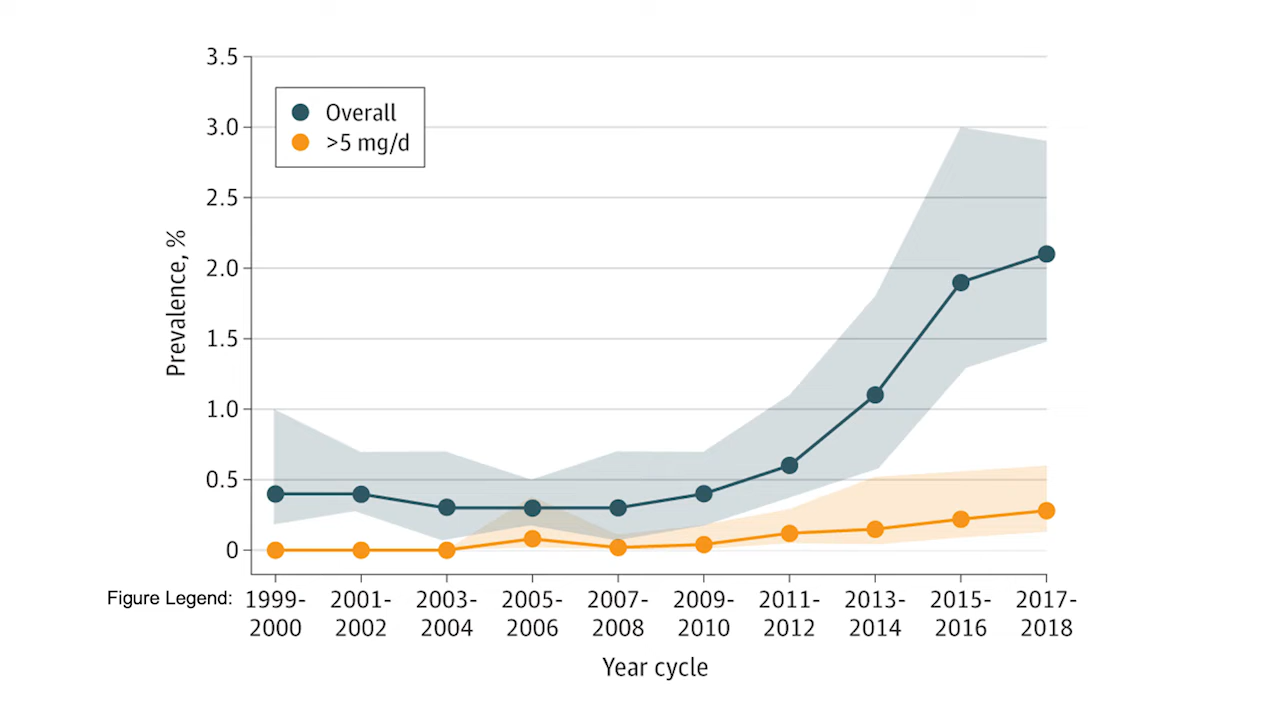 3.5
3.0
2.5
2.0
1.5
1.0
0.5
0
Prevalence, %
Overall
>5 mg/d
Figure Legend:
1999- 2001- 2003- 2005- 2007- 2009- 2011- 2013- 2015- 2017-
2000 2002 2004 2006 2008 2010 2012 2014 2016 2018
Year cycle